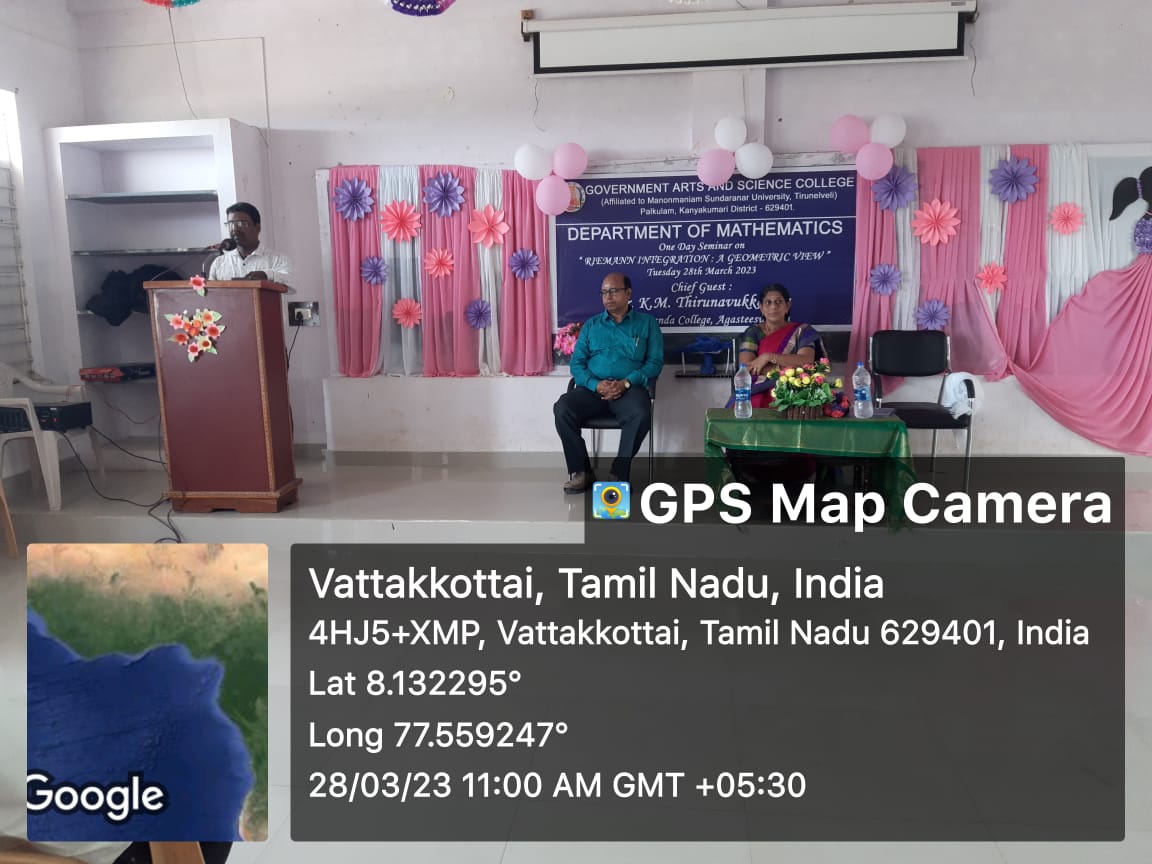 GOVERNMENT ARTS AND SCIENCE COLLEGE
(Affiliated to Manonmaniam Sundaranar University, Tirunelveli)
Palkulam, Kanyakumari District - 629401.
DEPARTMENT OF MATHEMATICS
One Day Seminar on
" RIEMANN INTEGRATION : A GEOMETRIC VIEW "
Tuesday 28th March 2023
Chief Guest :
K.M.
College,
GPS Map Camera
Vattakkottai, Tamil Nadu, India
4HJ5+XMP, Vattakkottai, Tamil Nadu 629401, India
Lat 8.132295°
Long 77.559247°
28/03/23 11:00 AM GMT +05:30
Google